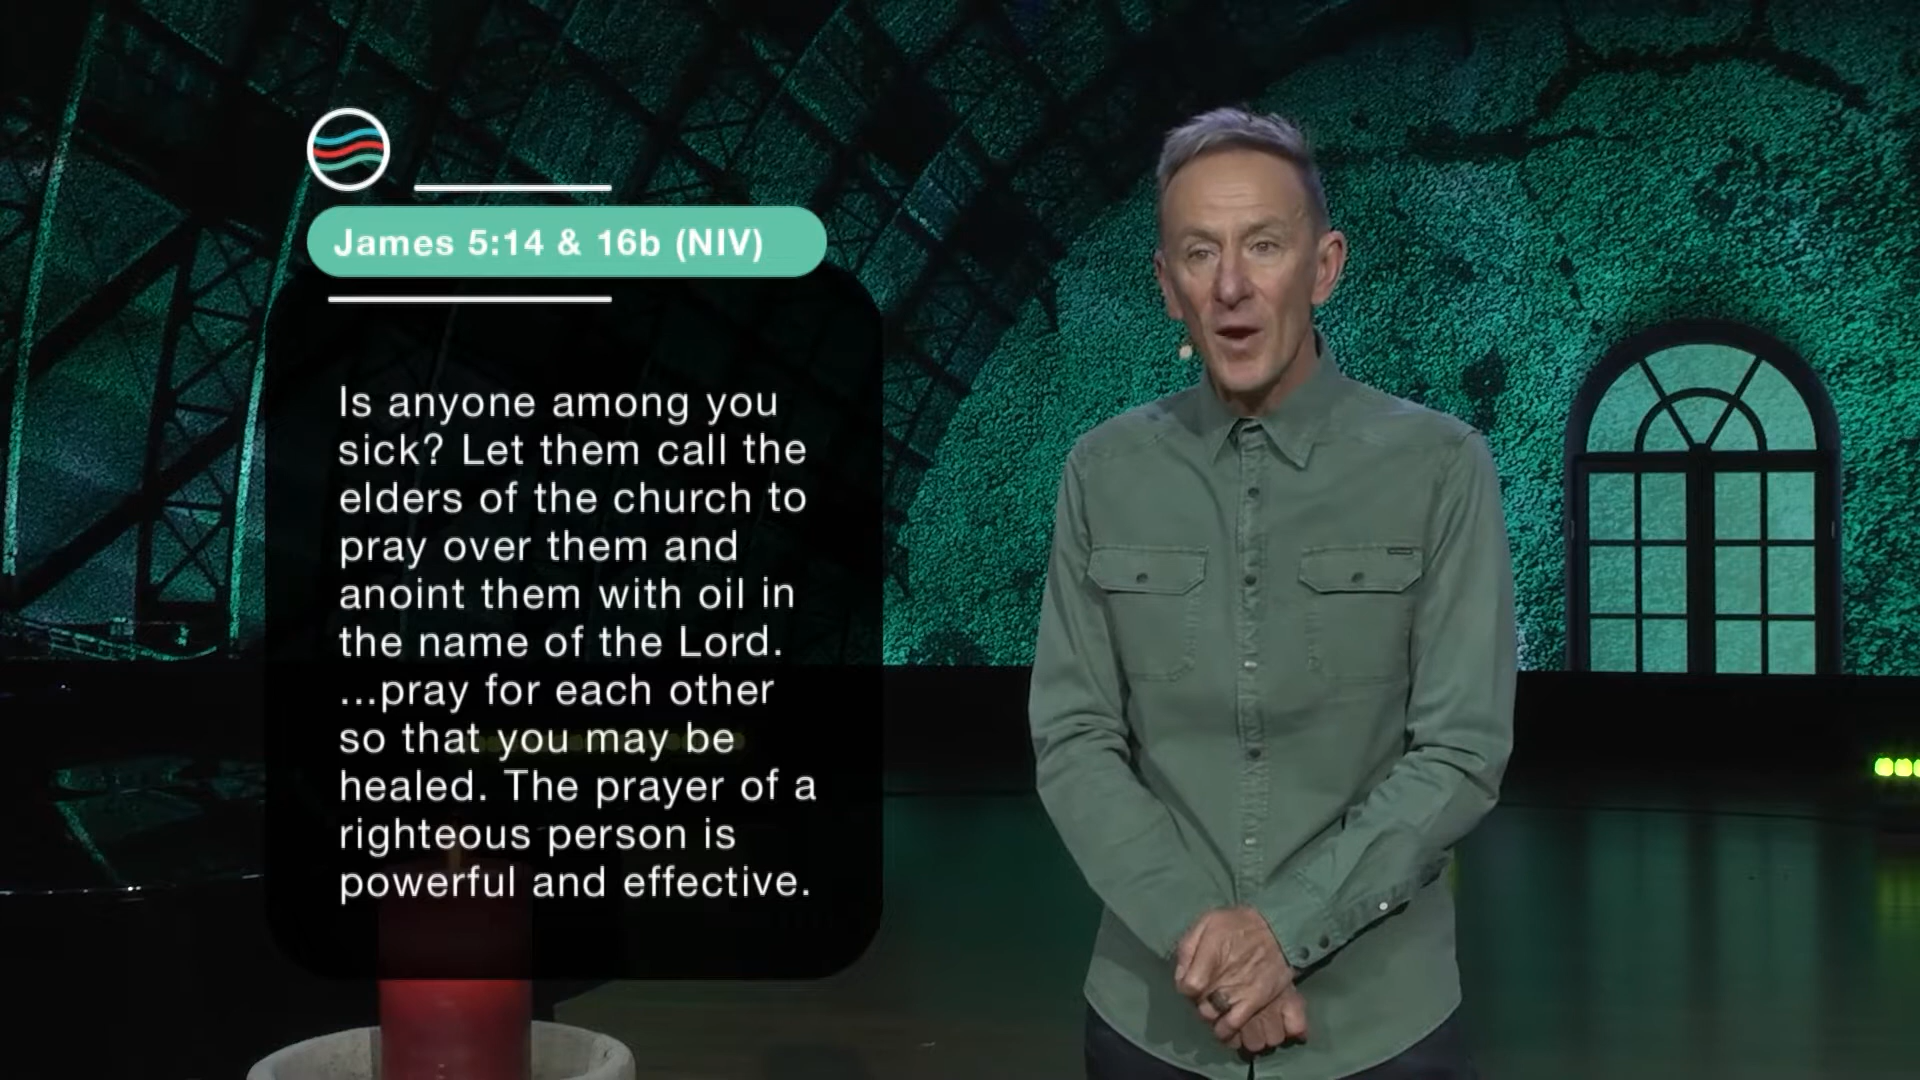 James 5:14 & 16b (NIV)
Is anyone among you
sick? Let them call the
elders of the church to
pray over them and
anoint them with oil in
the name of the Lord.
...pray for each other
so that you may be
healed. The prayer of a
righteous person is
powerful and effective.